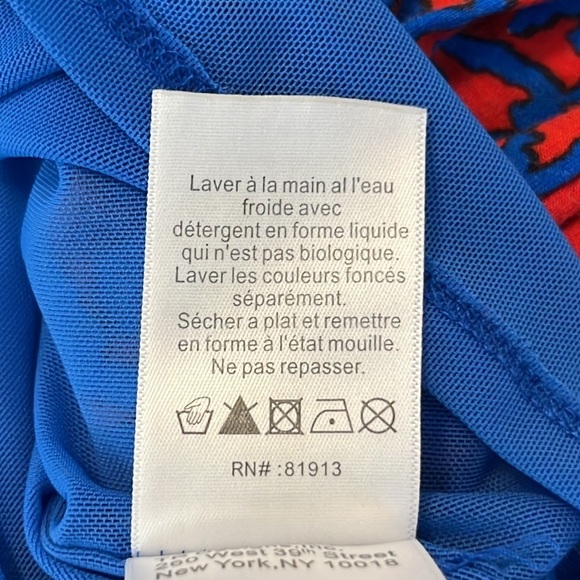 Laver à la main al l'eau
froide avec
détergent en forme liquide
qui n'est pas biologique.
Laver les couleurs foncés
séparément.
Sécher a plat et remettre
en forme à l'état mouille.
Ne pas repasser.
RN# :81913
West 39th Street
New York,NY 10018